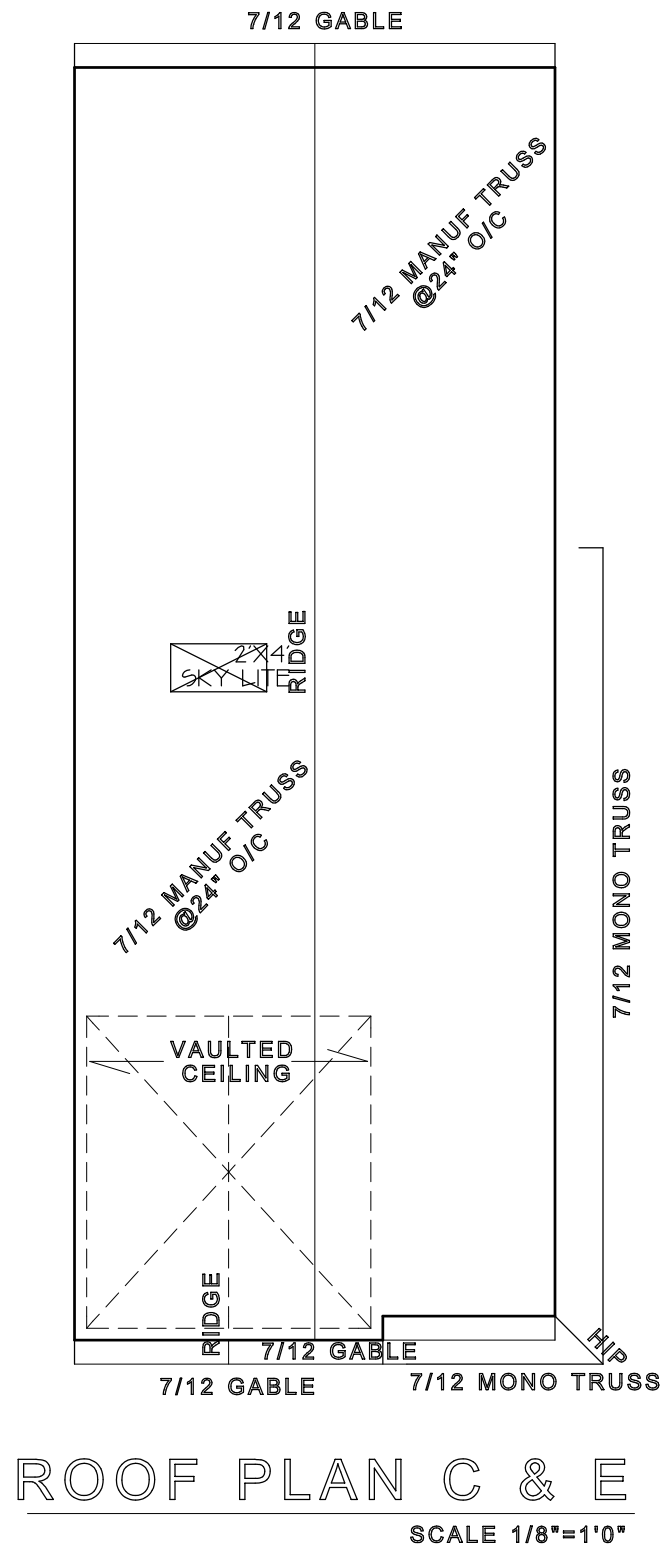 7/12 GABLE
7/12 MANUF TRUSS
@24" O/C
RIDGE
2'X4'
SKY LITE
7/12 MANUF TRUSS
@24" O/C
7/12 MONO TRUSS
VAULTED
CEILING
RIDGE
HIP
7/12 GABLE
7/12 GABLE
7/12 MONO TRUSS
ROOF PLAN C & E
SCALE 1/8"=1'0"